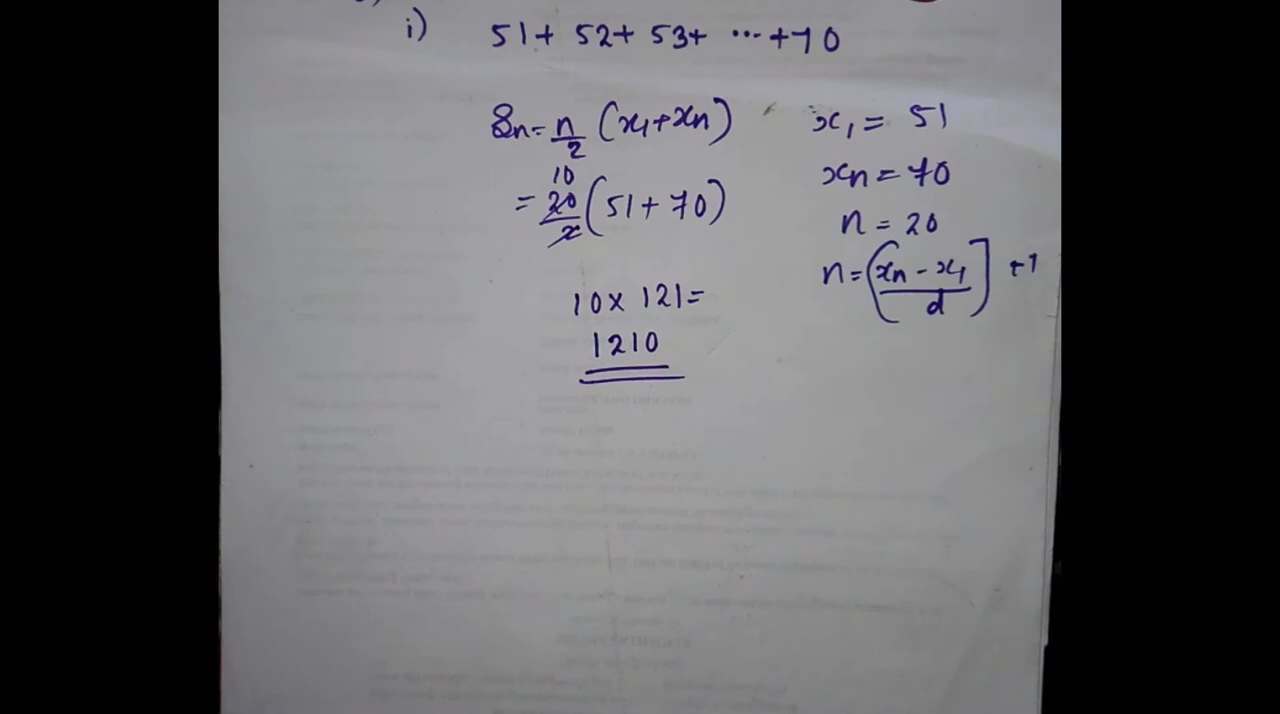 i) 51+ 52+ 53+ ... +70
Sn = n/2 (x₁+xn)
= 20/2 (51+70)
10
10 x 121 =
1210
x₁ = 51
xn = 70
n = 20
n = (xn - x₁ / d] +1